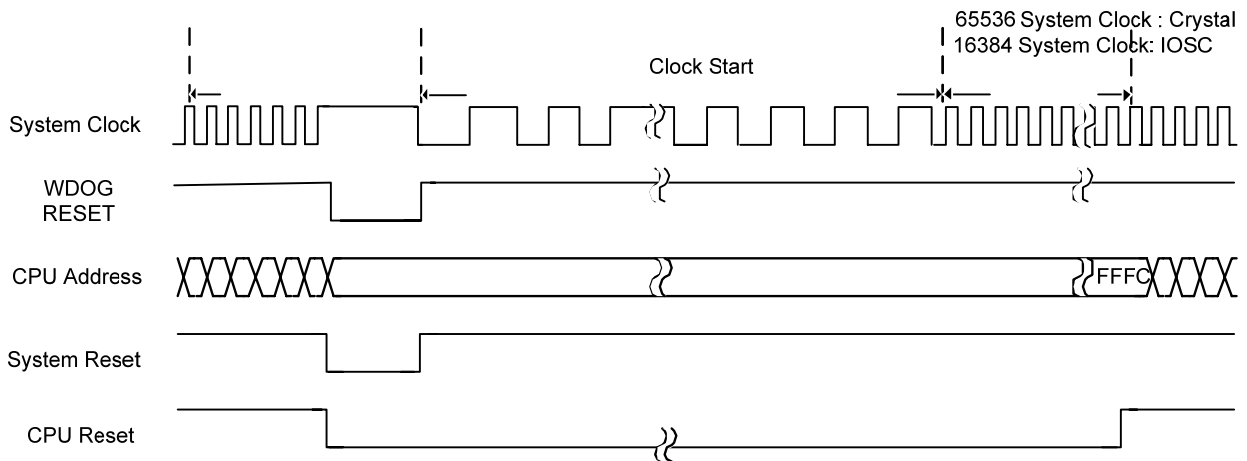 65536 System Clock : Crystal
16384 System Clock: IOSC
Clock Start
System Clock
WDOG
RESET
CPU Address
FFFC
System Reset
CPU Reset